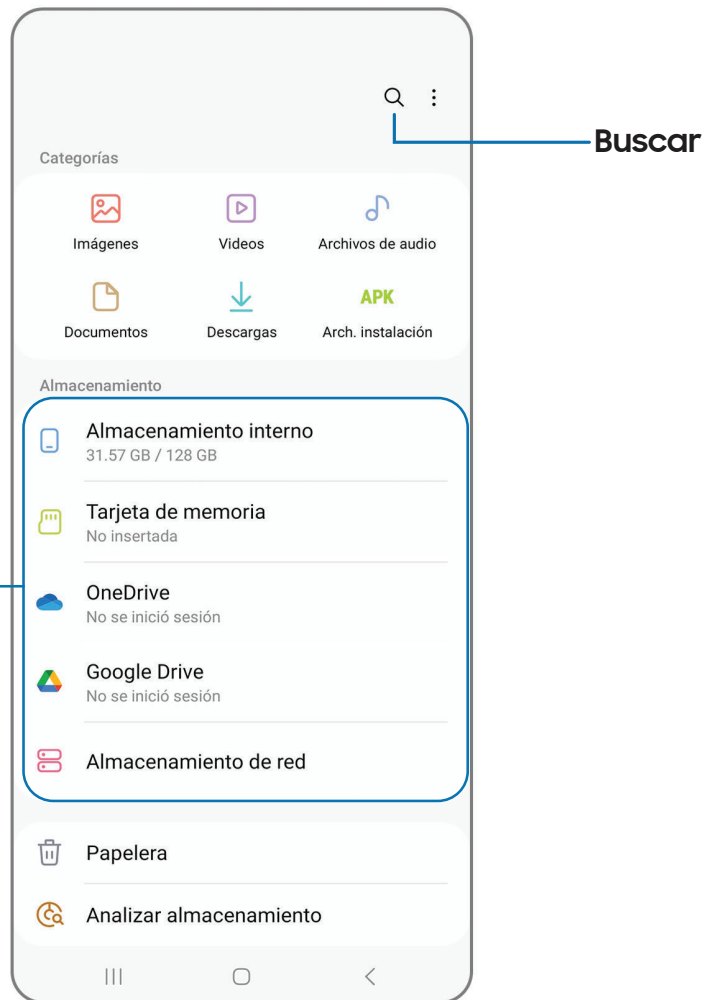 Buscar
Categorías
Imágenes
Videos
Archivos de audio
Documentos
Descargas
APK
Arch. instalación
Almacenamiento
Almacenamiento interno
31.57 GB / 128 GB
Tarjeta de memoria
No insertada
OneDrive
No se inició sesión
Google Drive
No se inició sesión
Almacenamiento de red
Papelera
Analizar almacenamiento